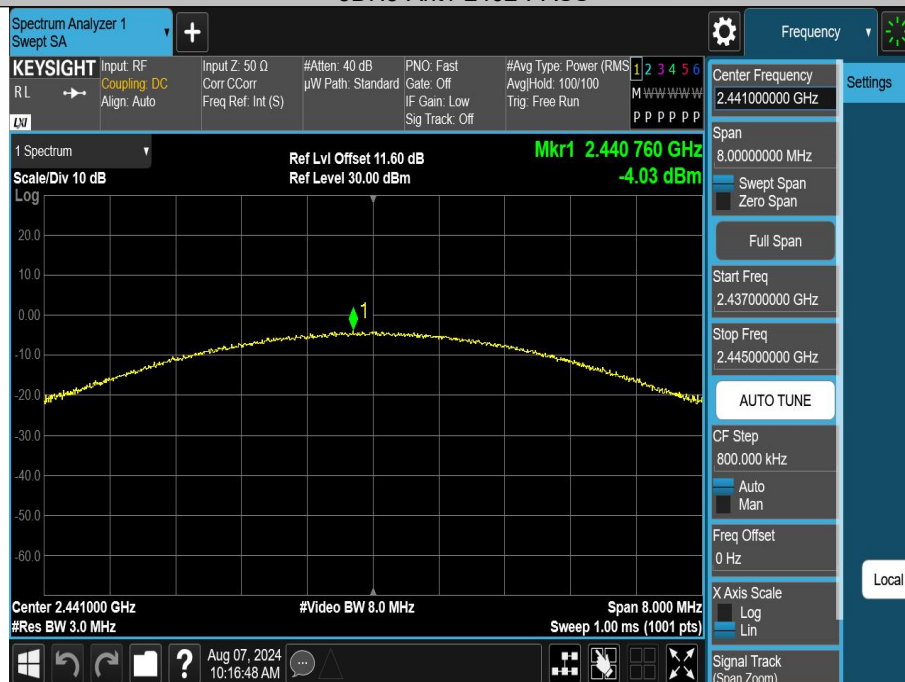 Spectrum Analyzer 1
Swept SA
Frequency
KEYSIGHT
RL
LXI
Input: RF
Coupling: DC
Align: Auto
Input Z: 50 Ω
Corr CCorr
Freq Ref: Int (S)
#Atten: 40 dB
µW Path: Standard
PNO: Fast
Gate: Off
IF Gain: Low
Sig Track: Off
#Avg Type: Power (RMS
Avg|Hold: 100/100
Trig: Free Run
1 2 3 4 5 6
M W W W W W
P P P P P P
Center Frequency
2.441000000 GHz
Settings
Span
8.00000000 MHz
Swept Span
Zero Span
Full Span
Start Freq
2.437000000 GHz
Stop Freq
2.445000000 GHz
AUTO TUNE
CF Step
800.000 kHz
Auto
Man
Freq Offset
0 Hz
X Axis Scale
Log
Lin
Signal Track
(Span Zoom)
Local
1 Spectrum
Scale/Div 10 dB
Log
Ref Lvl Offset 11.60 dB
Ref Level 30.00 dBm
Mkr1 2.440 760 GHz
-4.03 dBm
20.0
10.0
0.00
1
-10.0
-20.0
-30.0
-40.0
-50.0
-60.0
Center 2.441000 GHz
#Res BW 3.0 MHz
#Video BW 8.0 MHz
Span 8.000 MHz
Sweep 1.00 ms (1001 pts)
?
Aug 07, 2024
10:16:48 AM